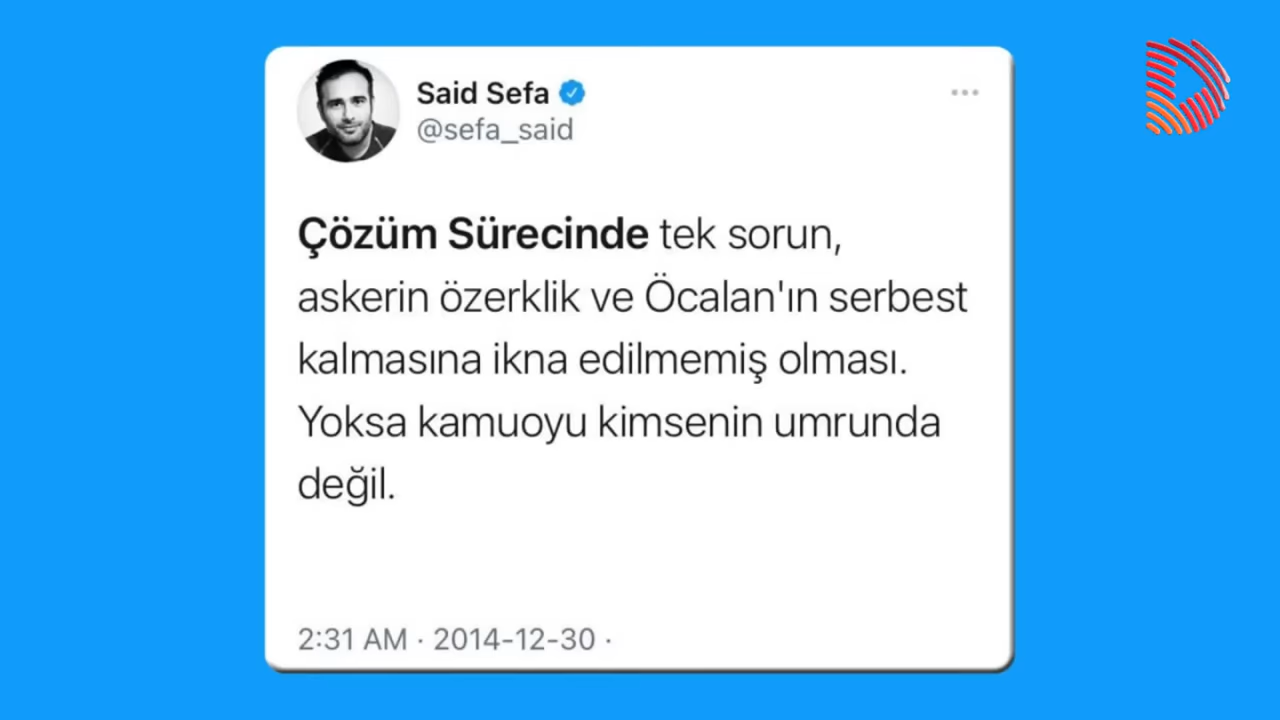 Said Sefa
@sefa_said
Çözüm Sürecinde tek sorun,
askerin özerklik ve Öcalan'ın serbest
kalmasına ikna edilmemiş olması.
Yoksa kamuoyu kimsenin umrunda
değil.
2:31 AM · 2014-12-30 ·